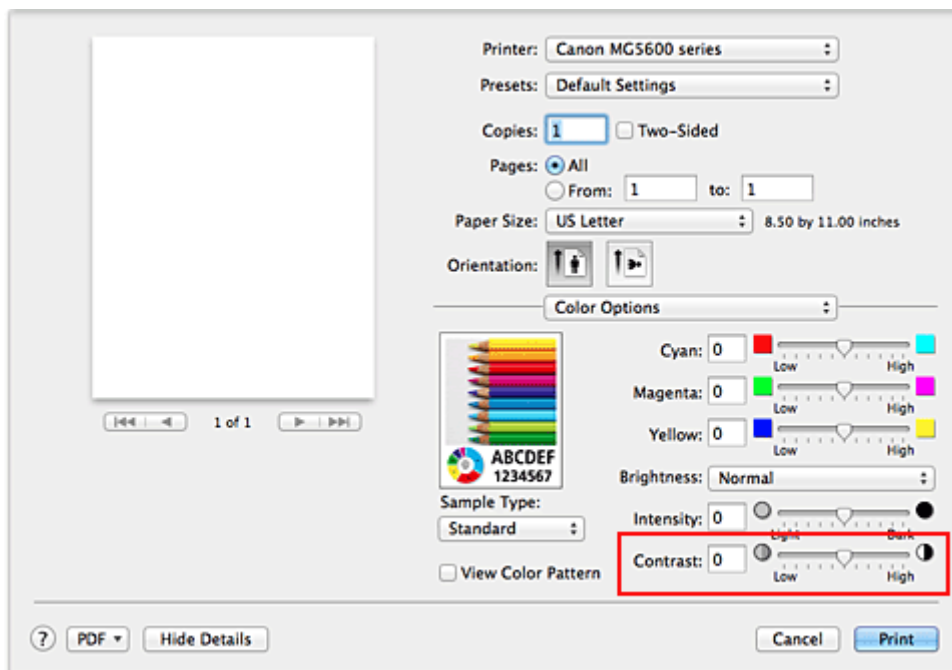 Printer: Canon MG5600 series
Presets: Default Settings
Copies: 1 Two-Sided
Pages: All
From: 1 to: 1
Paper Size: US Letter 8.50 by 11.00 inches
Orientation:
Color Options
1 of 1
ABCDEF
1234567
Sample Type:
Standard
View Color Pattern
Cyan: 0
Low High
Magenta: 0
Low High
Yellow: 0
Low High
Brightness: Normal
Intensity: 0
Light Dark
Contrast: 0
Low High
? PDF Hide Details Cancel Print